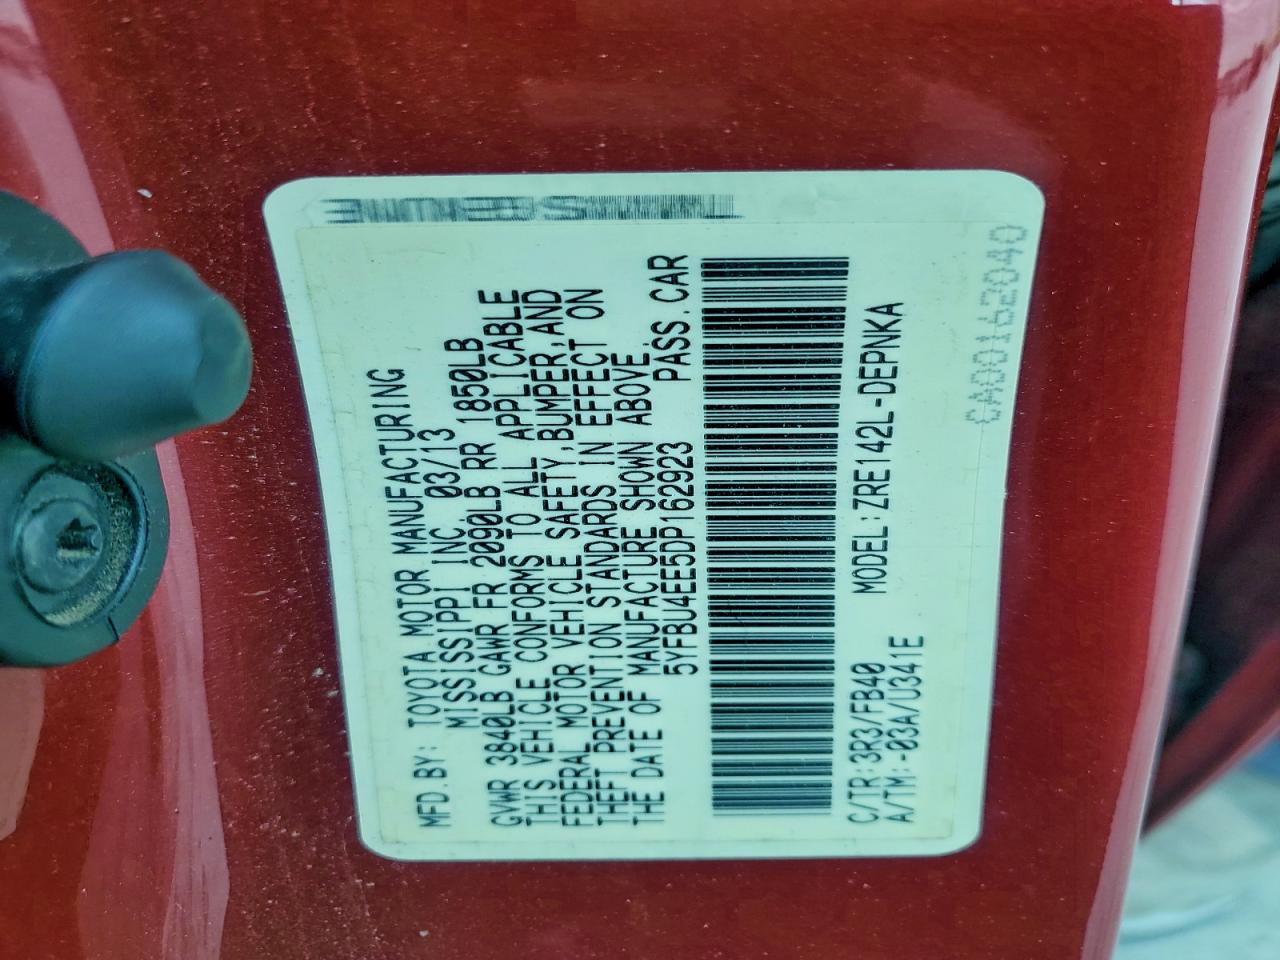 MFD.BY: TOYOTA MOTOR MANUFACTURING
MISSISSIPPI INC. 03/13
GVWR 3840LB GAWR FR 2090LB RR 1850LB
THIS VEHICLE CONFORMS TO ALL APPLICABLE
FEDERAL MOTOR VEHICLE SAFETY,BUMPER,AND
THEFT PREVENTION STANDARDS IN EFFECT ON
THE DATE OF MANUFACTURE SHOWN ABOVE.
5YFBU4EE5DP162923 PASS.CAR
C/TR:3R3/FB40 MODEL:ZRE142L-DEPNKA
A/TM:-03A/U341E
CA00162040